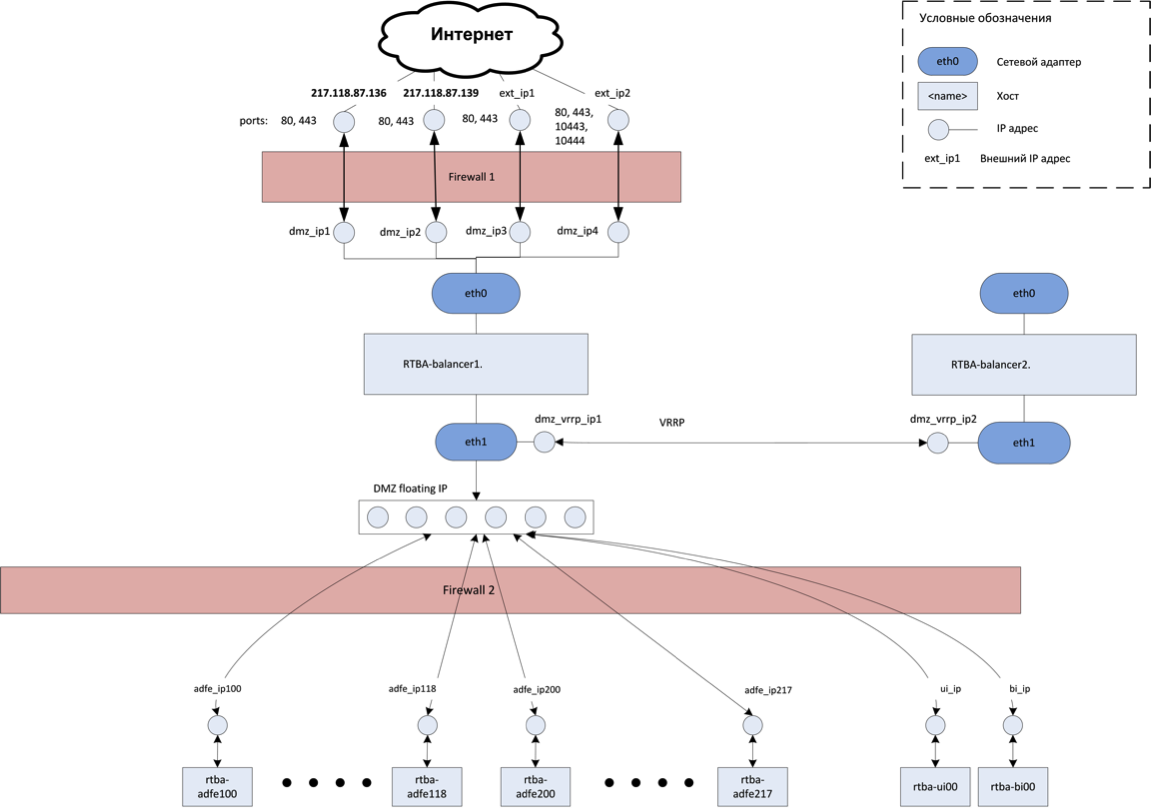 Интернет
Условные обозначения
eth0
Сетевой адаптер
<name>
Хост
IP адрес
ext_ip1
Внешний IP адрес
217.118.87.136
217.118.87.139
ext_ip1
ext_ip2
ports:
80, 443
80, 443
80, 443
80, 443,
10443,
10444
Firewall 1
dmz_ip1
dmz_ip2
dmz_ip3
dmz_ip4
eth0
eth0
RTBA-balancer1.
RTBA-balancer2.
eth1
dmz_vrrp_ip1
VRRP
dmz_vrrp_ip2
eth1
DMZ floating IP
Firewall 2
adfe_ip100
adfe_ip118
adfe_ip200
adfe_ip217
ui_ip
bi_ip
rtba-
adfe100
rtba-
adfe118
rtba-
adfe200
rtba-
adfe217
rtba-ui00
rtba-bi00